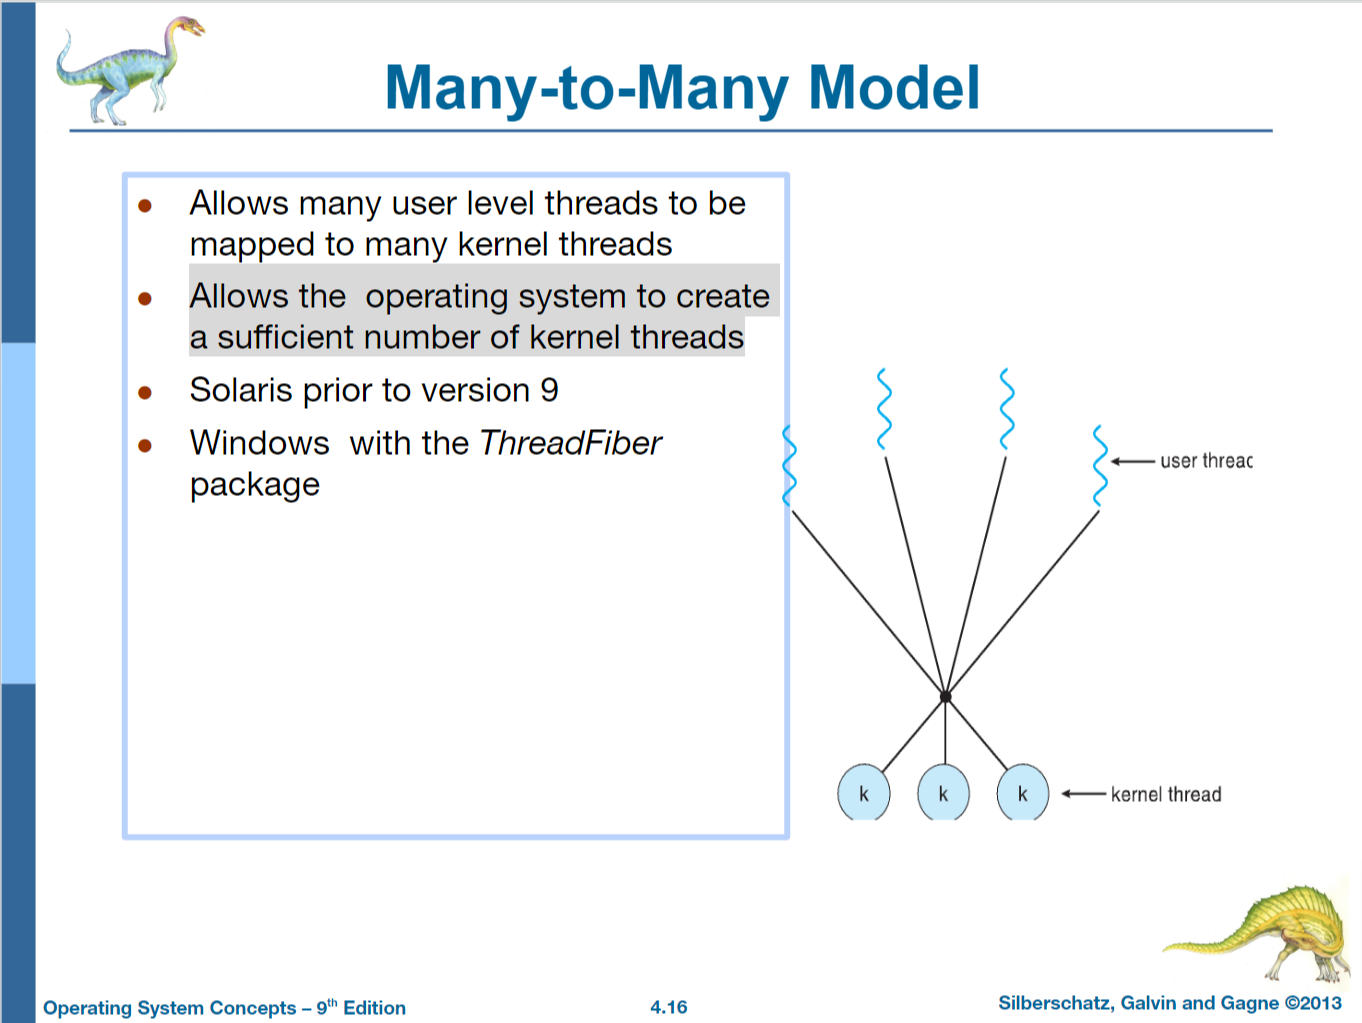 Many-to-Many Model
Allows many user level threads to be
mapped to many kernel threads
Allows the operating system to create
a sufficient number of kernel threads
Solaris prior to version 9
Windows with the ThreadFiber
package
user threac
k k k
kernel thread
Operating System Concepts – 9th Edition
4.16
Silberschatz, Galvin and Gagne ©2013